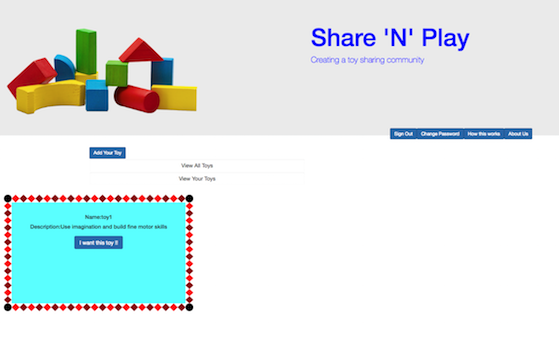 Share 'N' Play
Creating a toy sharing community
Sign Out Change Password How this works About Us
Add Your Toy
View All Toys
View Your Toys
Name:toy1
Description:Use imagination and build fine motor skills
I want this toy !!